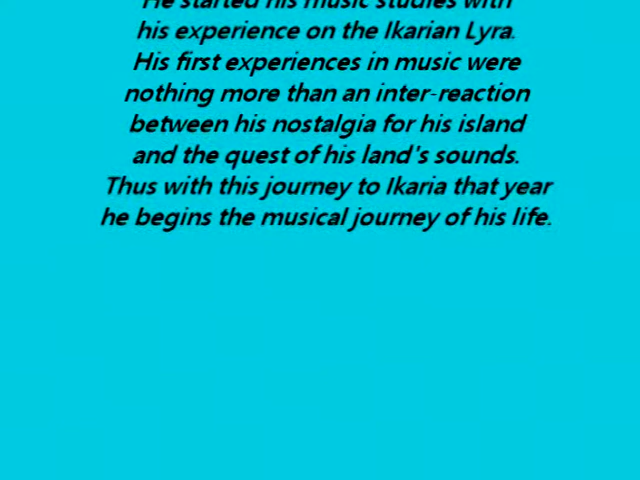 He started his music studies with
his experience on the Ikarian Lyra.
His first experiences in music were
nothing more than an inter-reaction
between his nostalgia for his island
and the quest of his land's sounds.
Thus with this journey to Ikaria that year
he begins the musical journey of his life.